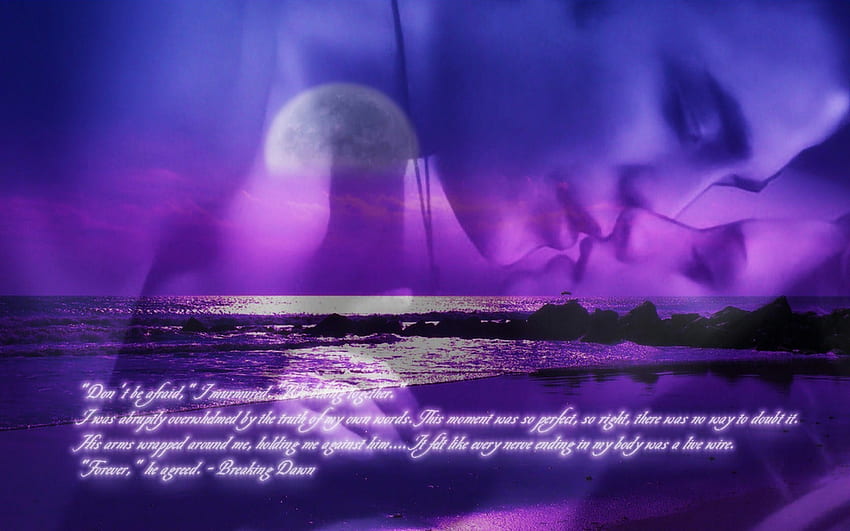 "Don't be afraid," I murmured. "We belong together."
I was abruptly overwhelmed by the truth of my own words. This moment was so perfect, so right, there was no way to doubt it.
His arms wrapped around me, holding me against him.... It felt like every nerve ending in my body was a live wire.
"Forever," he agreed. - Breaking Dawn